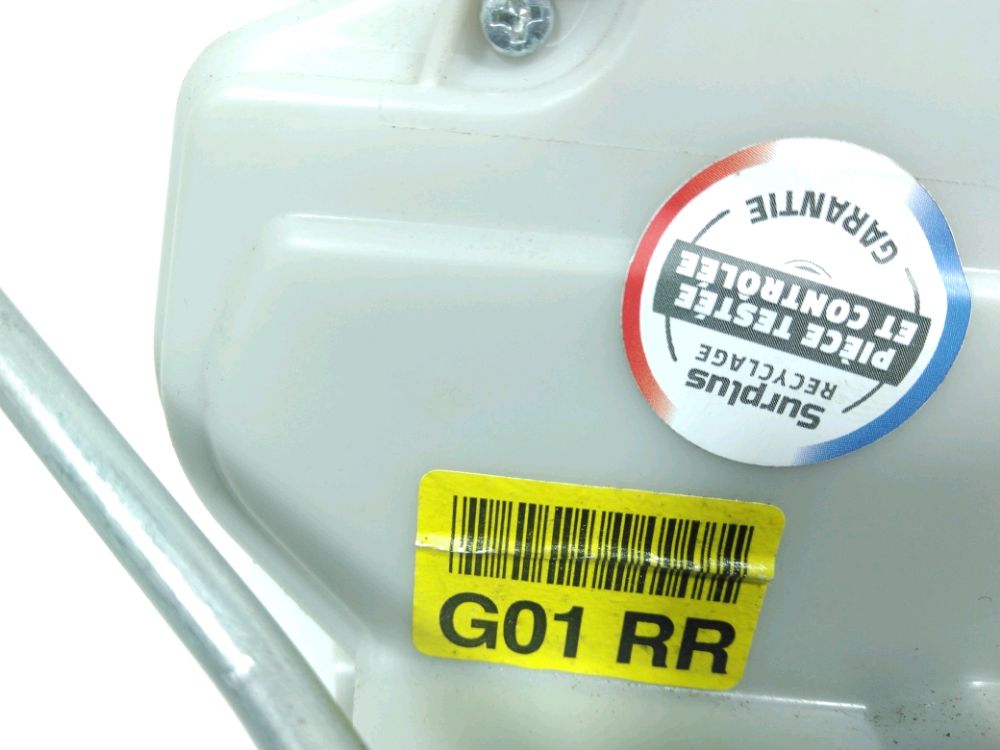 Surplus
RECYCLAGE
PIÈCE TESTÉE
ET CONTRÔLÉE
GARANTIE
G01 RR